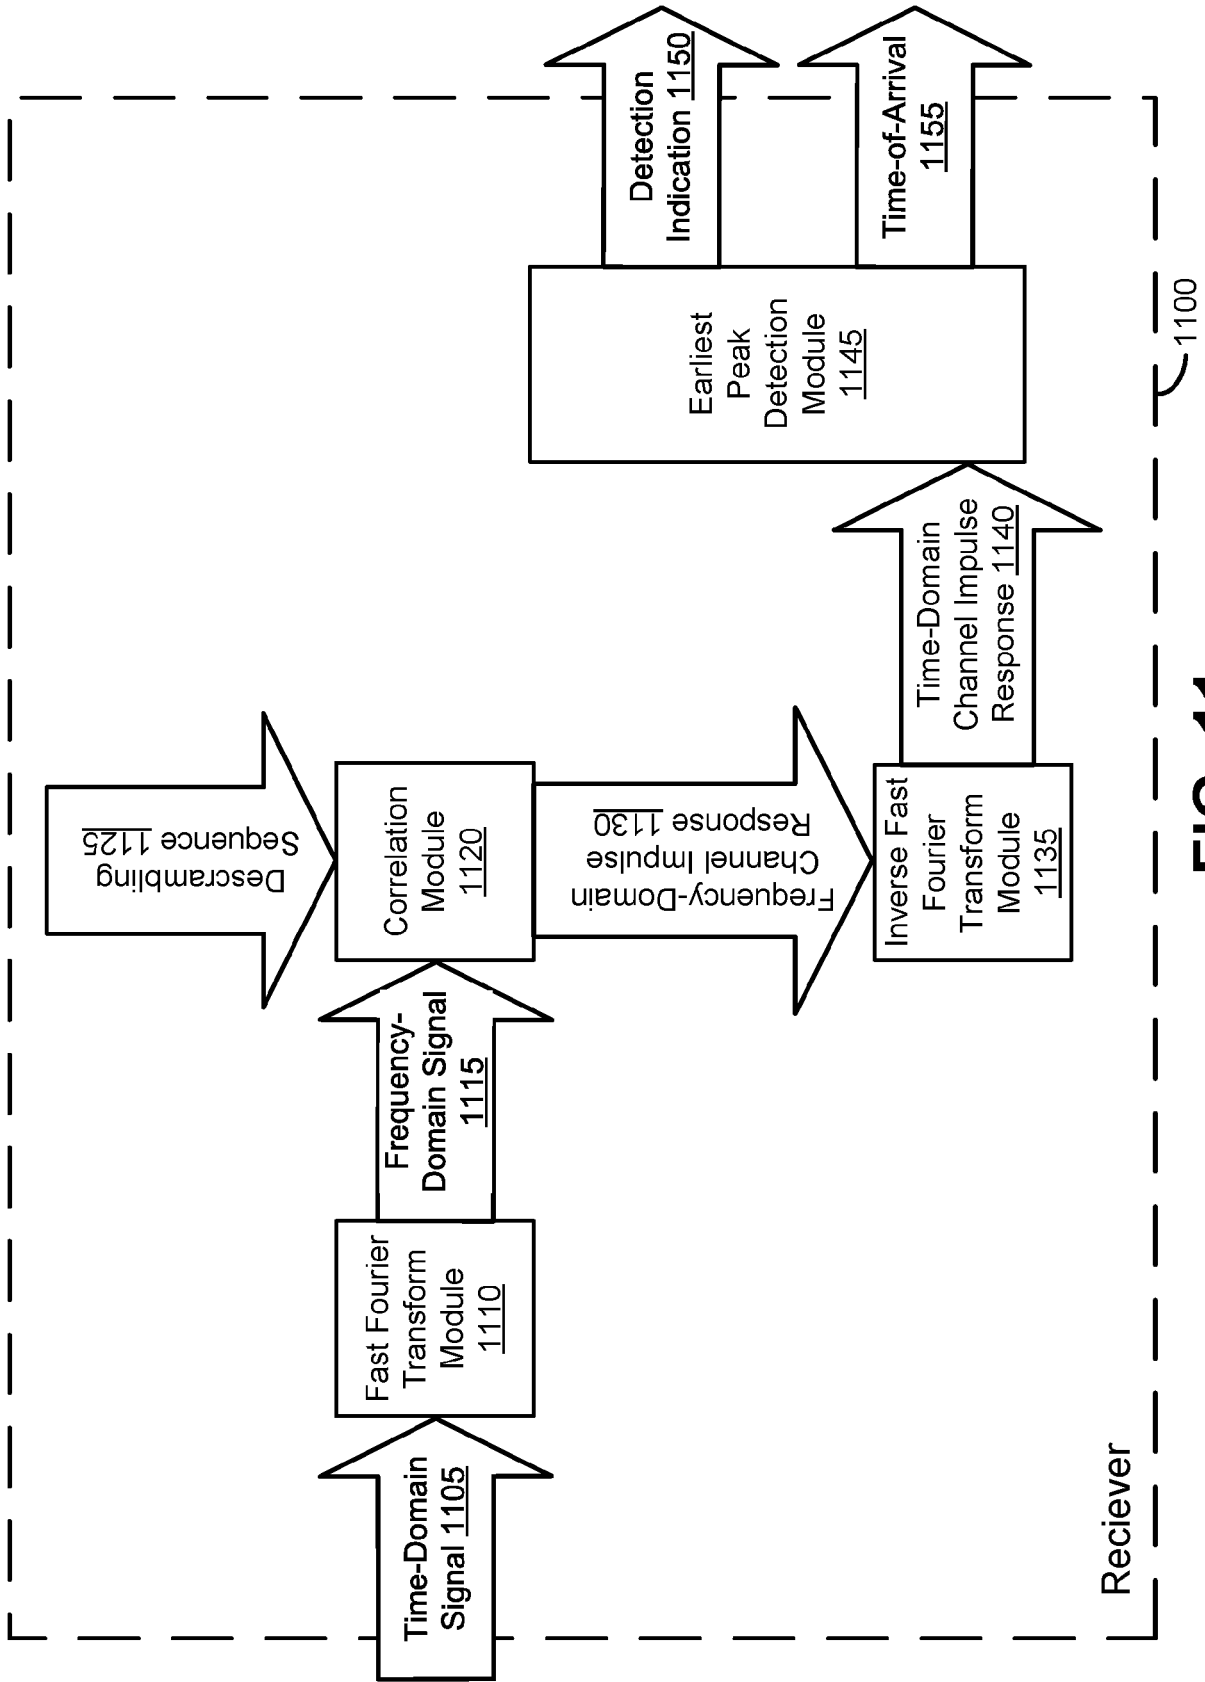 Time-Domain
Signal 1105
Fast Fourier
Transform
Module
1110
Frequency-
Domain Signal
1115
Descrambling
Sequence 1125
Correlation
Module
1120
Frequency-Domain
Channel Impulse
Response 1130
Inverse Fast
Fourier
Transform
Module
1135
Time-Domain
Channel Impulse
Response 1140
Earliest
Peak
Detection
Module
1145
Detection
Indication 1150
Time-of-Arrival
1155
Reciever
1100